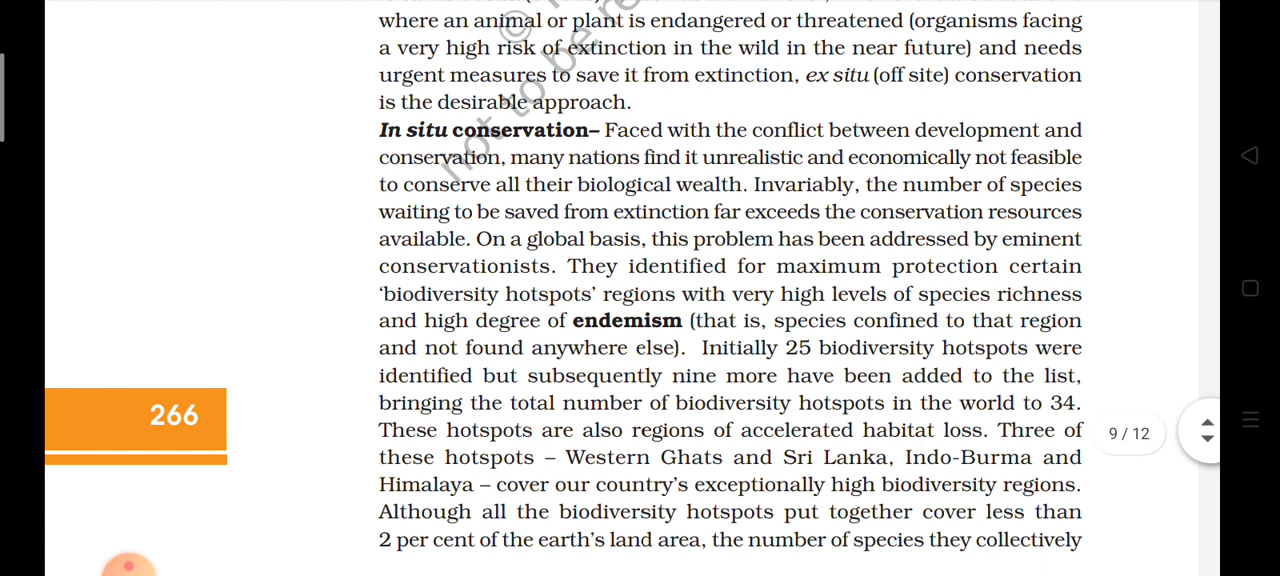 where an animal or plant is endangered or threatened (organisms facing
a very high risk of extinction in the wild in the near future) and needs
urgent measures to save it from extinction, ex situ (off site) conservation
is the desirable approach.
In situ conservation– Faced with the conflict between development and
conservation, many nations find it unrealistic and economically not feasible
to conserve all their biological wealth. Invariably, the number of species
waiting to be saved from extinction far exceeds the conservation resources
available. On a global basis, this problem has been addressed by eminent
conservationists. They identified for maximum protection certain
‘biodiversity hotspots’ regions with very high levels of species richness
and high degree of endemism (that is, species confined to that region
and not found anywhere else). Initially 25 biodiversity hotspots were
identified but subsequently nine more have been added to the list,
bringing the total number of biodiversity hotspots in the world to 34.
These hotspots are also regions of accelerated habitat loss. Three of
these hotspots – Western Ghats and Sri Lanka, Indo-Burma and
Himalaya – cover our country’s exceptionally high biodiversity regions.
Although all the biodiversity hotspots put together cover less than
2 per cent of the earth’s land area, the number of species they collectively
266
9 / 12
©
not to be re